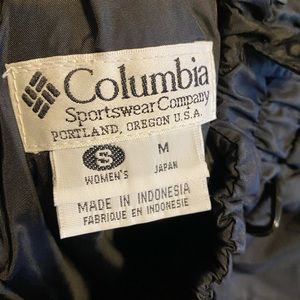 Columbia
Sportswear Company
PORTLAND, OREGON U.S.A.
S M
WOMEN'S JAPAN
MADE IN INDONESIA
FABRIQUE EN INDONESIE